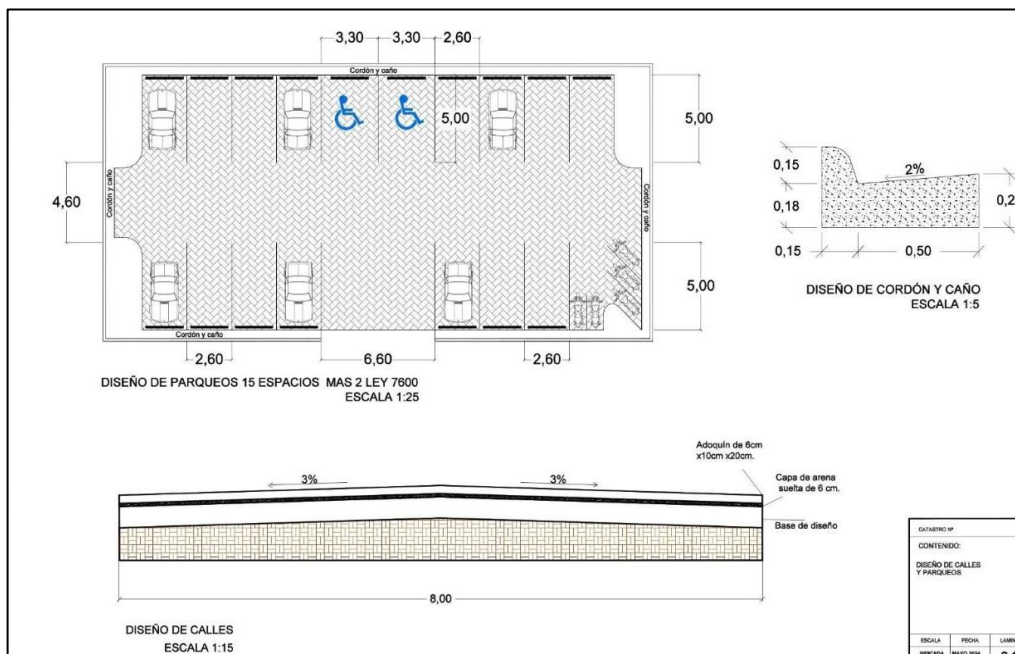 3,30
3,30
2,60
Cordón y caño
5,00
5,00
4,60
Cordón y caño
Cordón y caño
5,00
Cordón y caño
2,60
6,60
2,60
DISEÑO DE PARQUEOS 15 ESPACIOS MAS 2 LEY 7600
ESCALA 1:25
0,15
2%
0,18
0,2
0,15
0,50
DISEÑO DE CORDÓN Y CAÑO
ESCALA 1:5
3%
3%
Adoquín de 6cm
x10cm x20cm.
Capa de arena
suelta de 6 cm.
Base de diseño
8,00
DISEÑO DE CALLES
ESCALA 1:15
CATASTRO Nº
CONTENIDO:
DISEÑO DE CALLES
Y PARQUEOS
ESCALA FECHA LAMIN